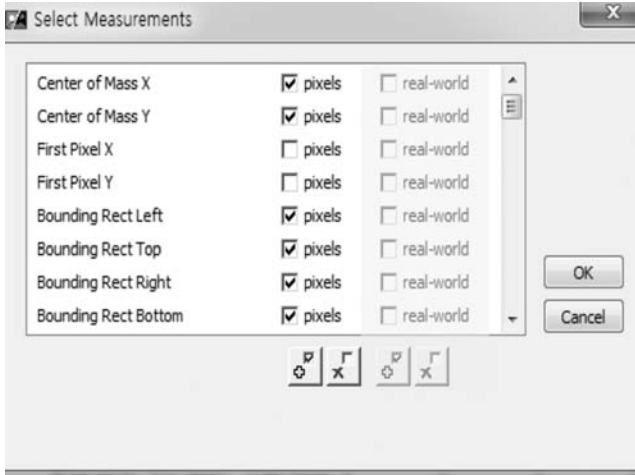 Select Measurements
Center of Mass X pixels real-world
Center of Mass Y pixels real-world
First Pixel X pixels real-world
First Pixel Y pixels real-world
Bounding Rect Left pixels real-world
Bounding Rect Top pixels real-world
Bounding Rect Right pixels real-world
Bounding Rect Bottom pixels real-world
OK
Cancel